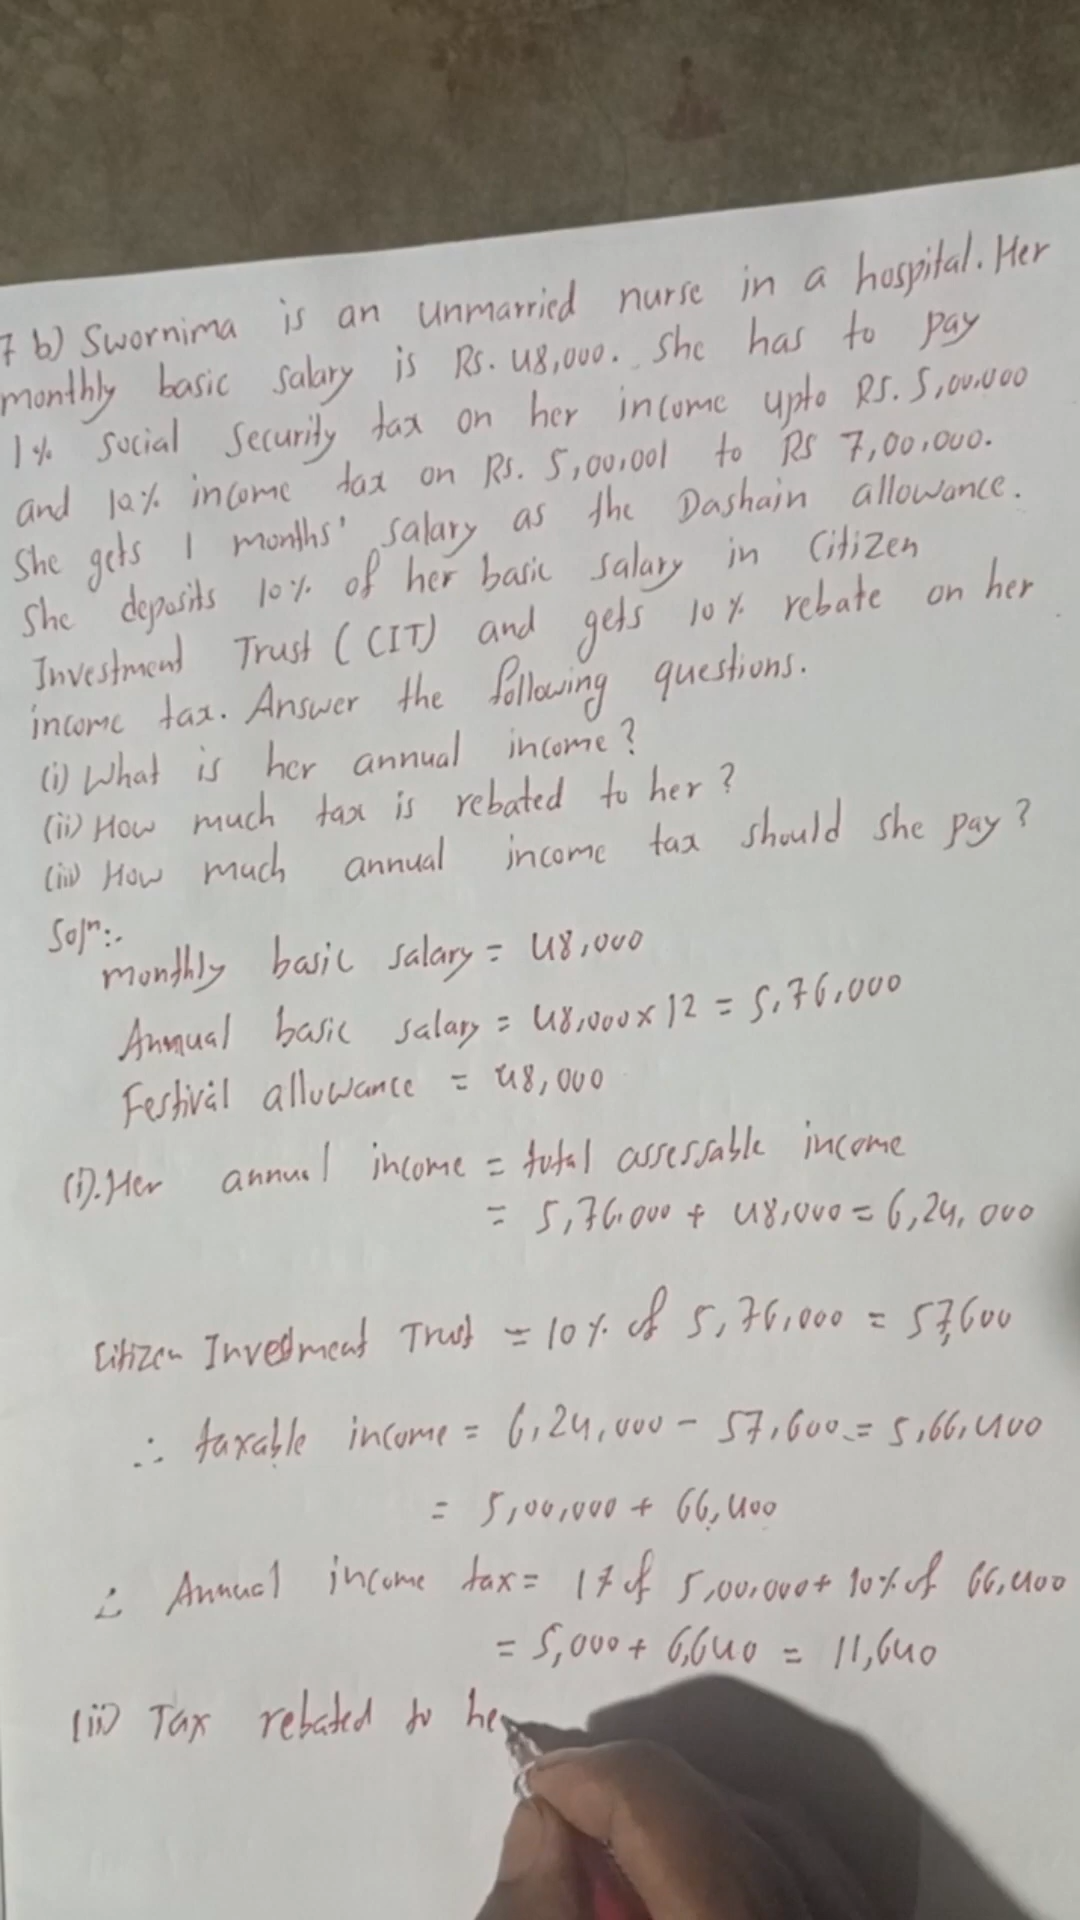 7 b) Swornima is an unmarried nurse in a hospital. Her
monthly basic salary is Rs. 48,000. She has to pay
1% social security tax on her income upto RS. 5,00,000
and 10% income tax on Rs. 5,00,001 to RS 7,00,000.
She gets 1 months' salary as the Dashain allowance.
She deposits 10% of her basic salary in Citizen
Investment Trust (CIT) and gets 10% rebate on her
income tax. Answer the following questions.
(i) What is her annual income?
(ii) How much tax is rebated to her?
(iii) How much annual income tax should she pay?
Solⁿ:-
monthly basic salary = 48,000
Annual basic salary = 48,000 x 12 = 5,76,000
Festival allowance = 48,000
(i). Her annual income = total assessable income
= 5,76,000 + 48,000 = 6,24,000
Citizen Investment Trust = 10% of 5,76,000 = 57,600
∴ taxable income = 6,24,000 - 57,600 = 5,66,400
= 5,00,000 + 66,400
∴ Annual income tax = 1% of 5,00,000 + 10% of 66,400
= 5,000 + 6,640 = 11,640
(ii) Tax rebated to he